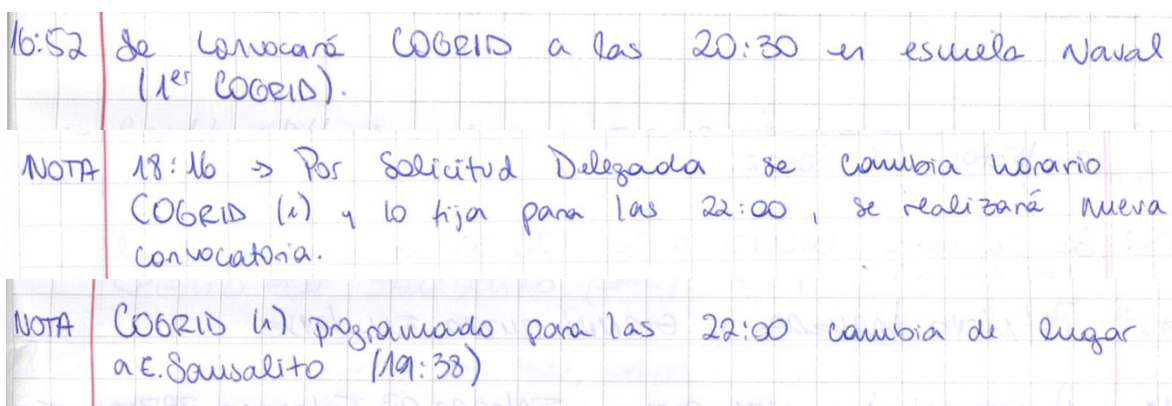 16:52 Se convocará COGRID a las 20:30 en escuela Naval
(1er COGRID).
NOTA 18:16 → Por Solicitud Delegada se cambia horario
COGRID (1) y lo fija para las 22:00, se realizará nueva
convocatoria.
NOTA COGRID (1) programado para las 22:00 cambia de lugar
a E. Sausalito (19:38)